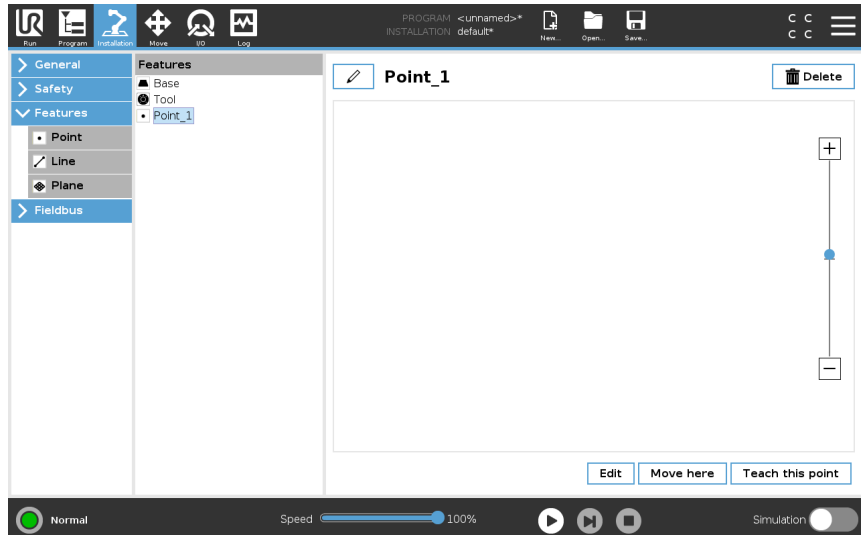 PROGRAM <unnamed>*
INSTALLATION default*
UR
Run
Program
Installation
Move
I/O
Log
New...
Open...
Save...
C C
C C
General
Safety
Features
Point
Line
Plane
Fieldbus
Features
Base
Tool
Point_1
Point_1
Delete
Edit
Move here
Teach this point
Normal
Speed
100%
Simulation